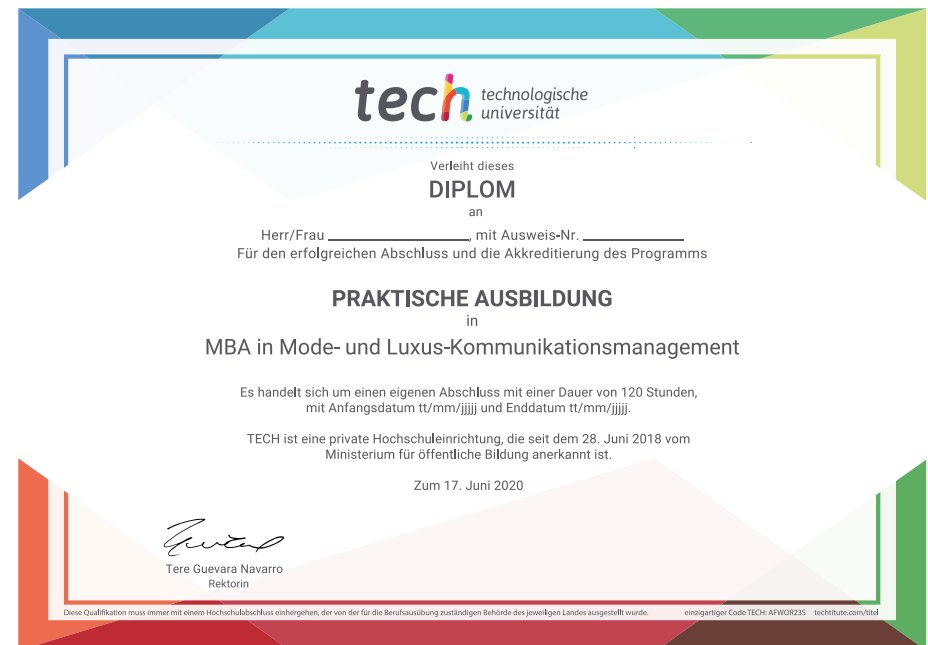 tech technologische
universität
Verleiht dieses
DIPLOM
an
Herr/Frau ____________, mit Ausweis-Nr. ____________
Für den erfolgreichen Abschluss und die Akkreditierung des Programms
PRAKTISCHE AUSBILDUNG
in
MBA in Mode- und Luxus-Kommunikationsmanagement
Es handelt sich um einen eigenen Abschluss mit einer Dauer von 120 Stunden,
mit Anfangsdatum tt/mm/jjjjj und Enddatum tt/mm/jjjjj.
TECH ist eine private Hochschuleinrichtung, die seit dem 28. Juni 2018 vom
Ministerium für öffentliche Bildung anerkannt ist.
Zum 17. Juni 2020
Tere Guevara Navarro
Rektorin
Diese Qualifikation muss immer mit einem Hochschulabschluss einhergehen, der von der für die Berufsausübung zuständigen Behörde des jeweiligen Landes ausgestellt wurde. einzigartiger Code TECH: AFWOR23S techtitute.com/titel